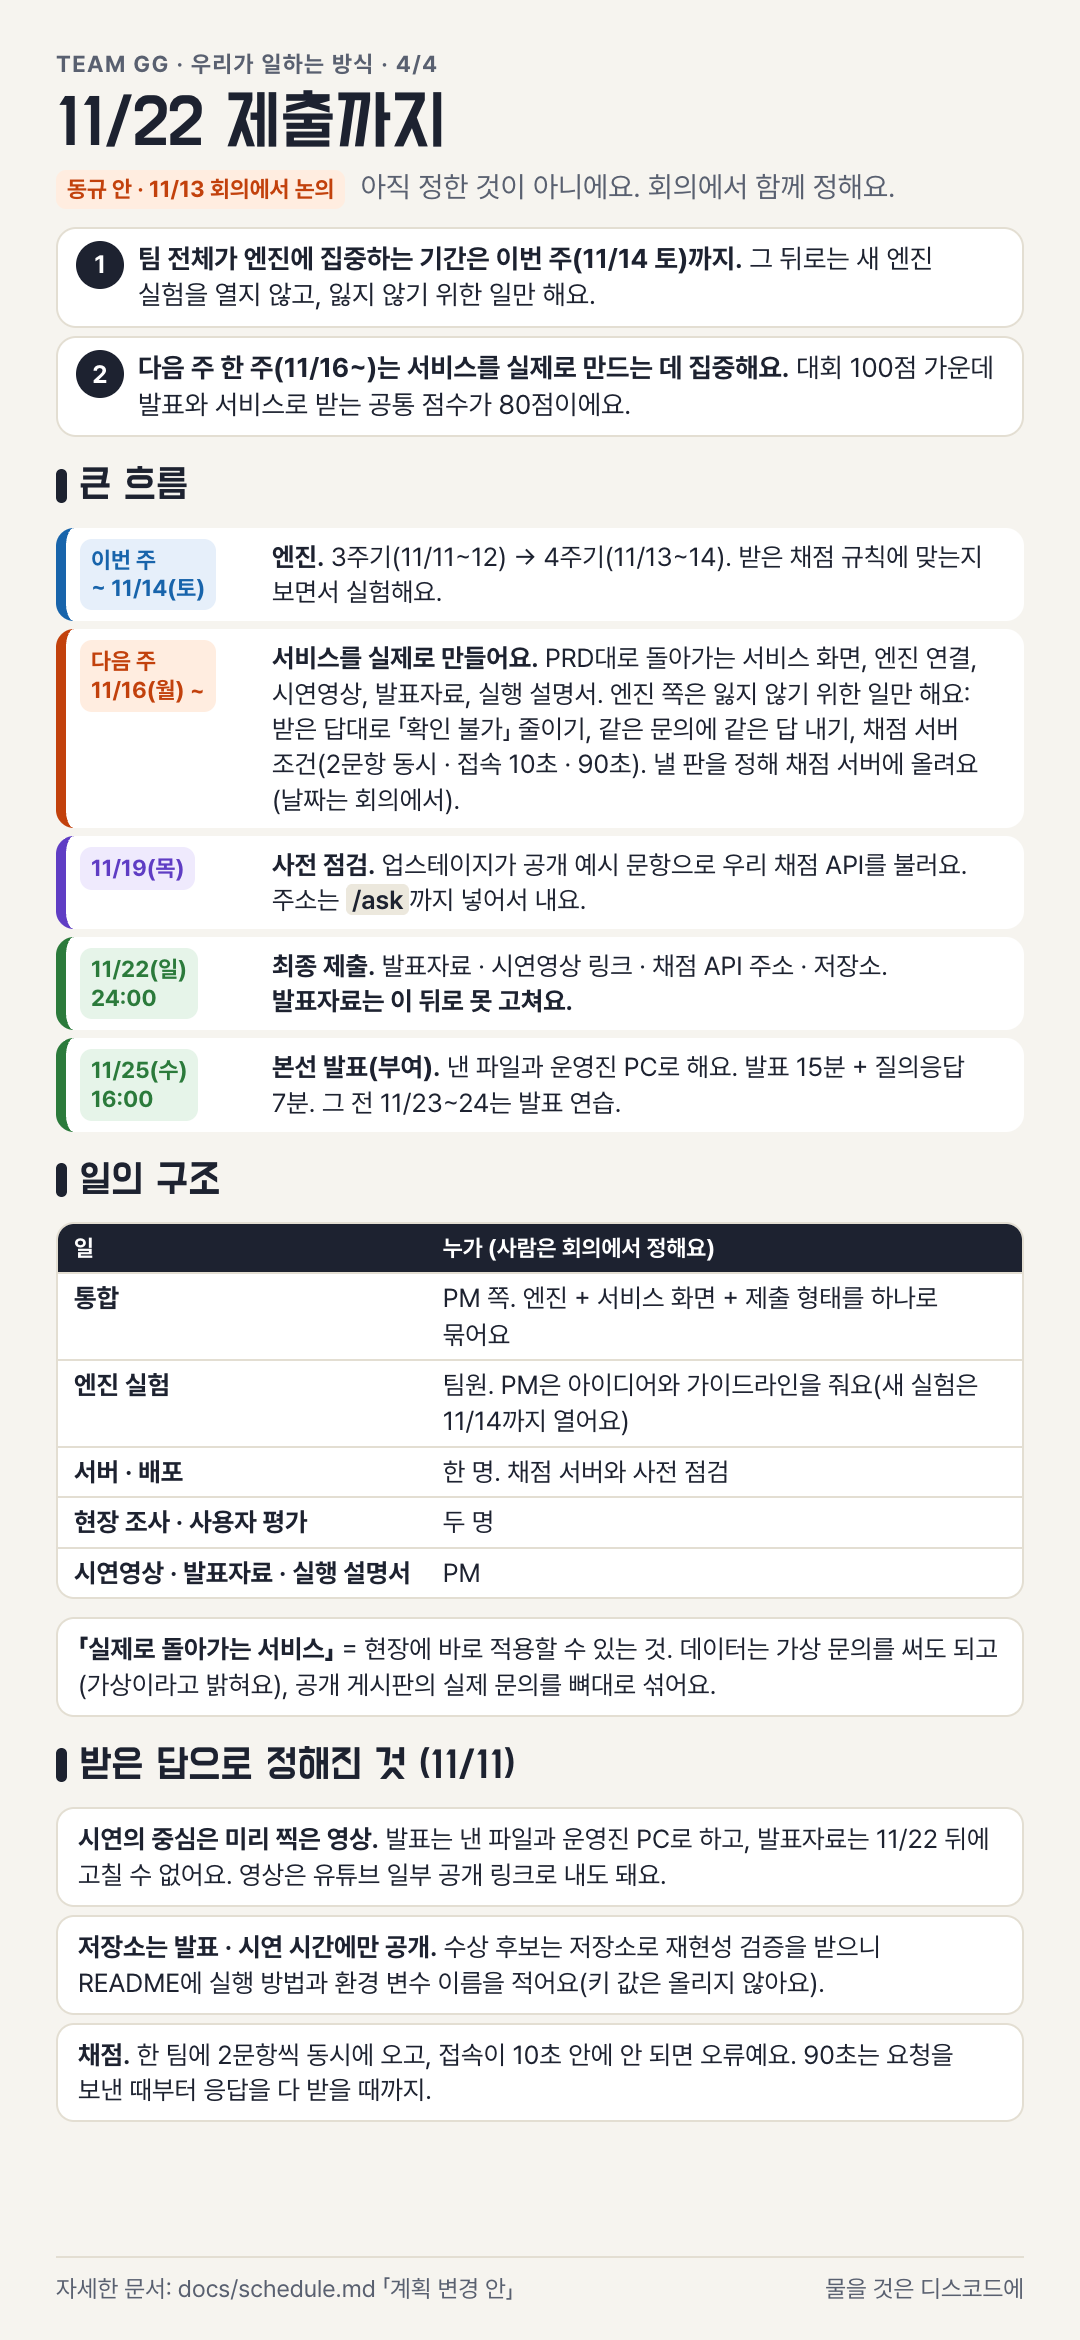 TEAM GG · 우리가 일하는 방식 · 4/4
11/22 제출까지
동규 안 · 11/13 회의에서 논의 아직 정한 것이 아니에요. 회의에서 함께 정해요.
1 팀 전체가 엔진에 집중하는 기간은 이번 주(11/14 토)까지. 그 뒤로는 새 엔진
실험을 열지 않고, 잃지 않기 위한 일만 해요.
2 다음 주 한 주(11/16~)는 서비스를 실제로 만드는 데 집중해요. 대회 100점 가운데
발표와 서비스로 받는 공통 점수가 80점이에요.
큰 흐름
이번 주
~ 11/14(토)
엔진. 3주기(11/11~12) → 4주기(11/13~14). 받은 채점 규칙에 맞는지
보면서 실험해요.
다음 주
11/16(월) ~
서비스를 실제로 만들어요. PRD대로 돌아가는 서비스 화면, 엔진 연결,
시연영상, 발표자료, 실행 설명서. 엔진 쪽은 잃지 않기 위한 일만 해요:
받은 답대로 「확인 불가」 줄이기, 같은 문의에 같은 답 내기, 채점 서버
조건(2문항 동시 · 접속 10초 · 90초). 낼 판을 정해 채점 서버에 올려요
(날짜는 회의에서).
11/19(목)
사전 점검. 업스테이지가 공개 예시 문항으로 우리 채점 API를 불러요.
주소는 /ask까지 넣어서 내요.
11/22(일)
24:00
최종 제출. 발표자료 · 시연영상 링크 · 채점 API 주소 · 저장소.
발표자료는 이 뒤로 못 고쳐요.
11/25(수)
16:00
본선 발표(부여). 낸 파일과 운영진 PC로 해요. 발표 15분 + 질의응답
7분. 그 전 11/23~24는 발표 연습.
일의 구조
일 누가 (사람은 회의에서 정해요)
통합 PM 쪽. 엔진 + 서비스 화면 + 제출 형태를 하나로
묶어요
엔진 실험 팀원. PM은 아이디어와 가이드라인을 줘요(새 실험은
11/14까지 열어요)
서버 · 배포 한 명. 채점 서버와 사전 점검
현장 조사 · 사용자 평가 두 명
시연영상 · 발표자료 · 실행 설명서 PM
「실제로 돌아가는 서비스」 = 현장에 바로 적용할 수 있는 것. 데이터는 가상 문의를 써도 되고
(가상이라고 밝혀요), 공개 게시판의 실제 문의를 뼈대로 섞어요.
받은 답으로 정해진 것 (11/11)
시연의 중심은 미리 찍은 영상. 발표는 낸 파일과 운영진 PC로 하고, 발표자료는 11/22 뒤에
고칠 수 없어요. 영상은 유튜브 일부 공개 링크로 내도 돼요.
저장소는 발표 · 시연 시간에만 공개. 수상 후보는 저장소로 재현성 검증을 받으니
README에 실행 방법과 환경 변수 이름을 적어요(키 값은 올리지 않아요).
채점. 한 팀에 2문항씩 동시에 오고, 접속이 10초 안에 안 되면 오류예요. 90초는 요청을
보낸 때부터 응답을 다 받을 때까지.
자세한 문서: docs/schedule.md 「계획 변경 안」 물을 것은 디스코드에